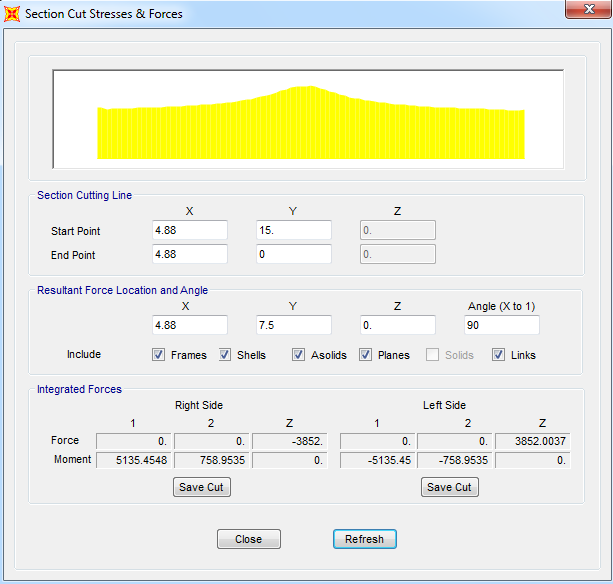 Section Cut Stresses & Forces
Section Cutting Line
X Y Z
Start Point 4.88 15. 0.
End Point 4.88 0 0.
Resultant Force Location and Angle
X Y Z Angle (X to 1)
4.88 7.5 0. 90
Include Frames Shells Asolids Planes Solids Links
Integrated Forces
Right Side Left Side
1 2 Z 1 2 Z
Force 0. 0. -3852. 0. 0. 3852.0037
Moment 5135.4548 758.9535 0. -5135.45 -758.9535 0.
Save Cut Save Cut
Close Refresh